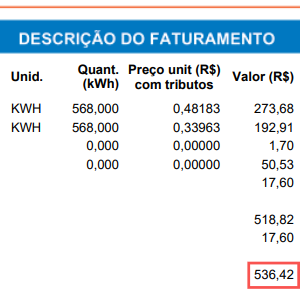 DESCRIÇÃO DO FATURAMENTO
Unid. Quant. (kWh) Preço unit (R$) com tributos Valor (R$)
KWH 568,000 0,48183 273,68
KWH 568,000 0,33963 192,91
0,000 0,00000 1,70
0,000 0,00000 50,53
17,60
518,82
17,60
536,42